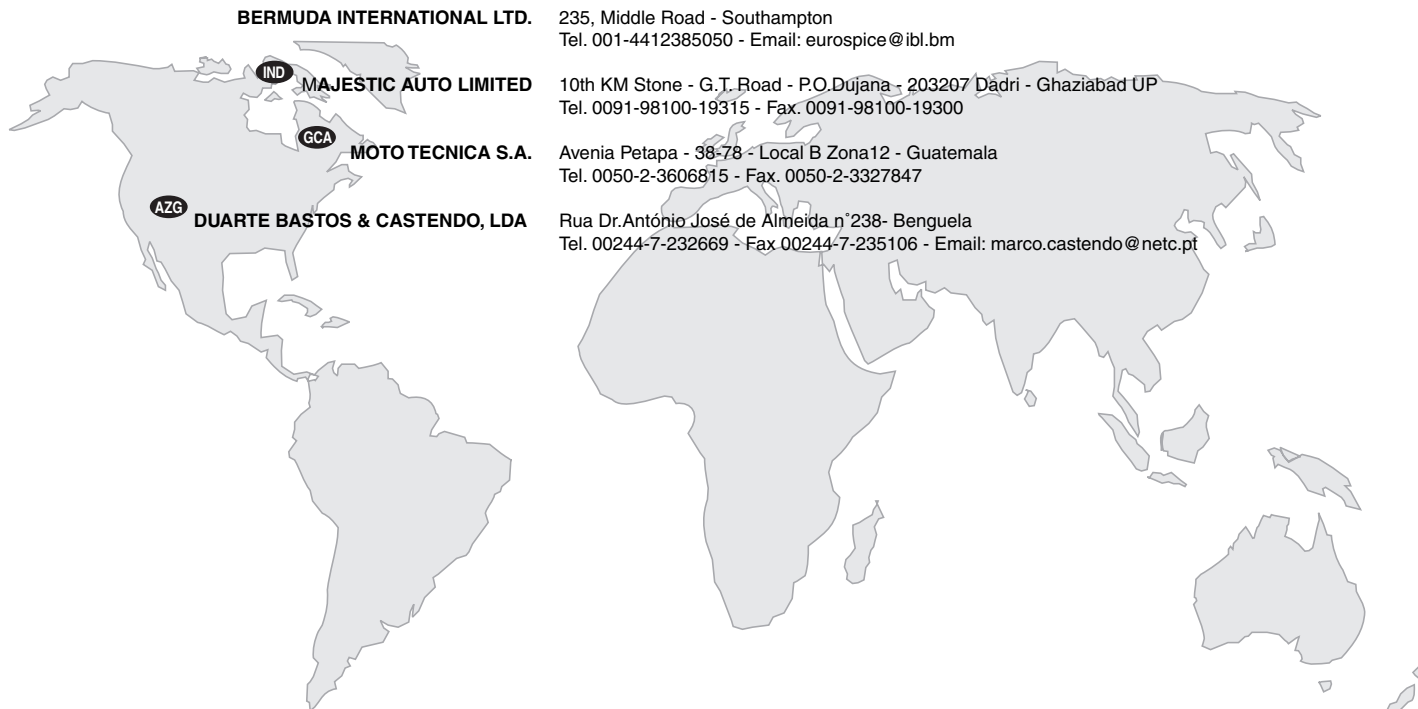 BERMUDA INTERNATIONAL LTD. 235, Middle Road - Southampton
Tel. 001-4412385050 - Email: eurospice@ibl.bm
IND MAJESTIC AUTO LIMITED 10th KM Stone - G.T. Road - P.O.Dujana - 203207 Dadri - Ghaziabad UP
Tel. 0091-98100-19315 - Fax. 0091-98100-19300
GCA MOTO TECNICA S.A. Avenia Petapa - 38-78 - Local B Zona12 - Guatemala
Tel. 0050-2-3606815 - Fax. 0050-2-3327847
AZG DUARTE BASTOS & CASTENDO, LDA Rua Dr.António José de Almeida n°238- Benguela
Tel. 00244-7-232669 - Fax 00244-7-235106 - Email: marco.castendo@netc.pt